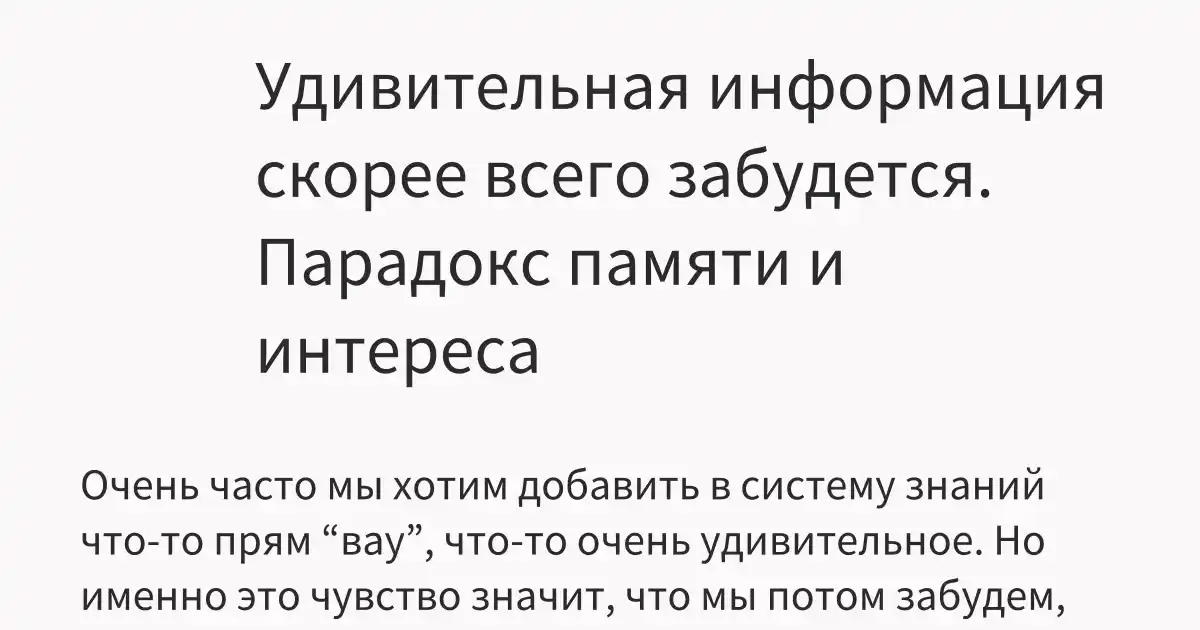 Удивительная информация
скорее всего забудется.
Парадокс памяти и
интереса
Очень часто мы хотим добавить в систему знаний
что-то прям “вау”, что-то очень удивительное. Но
именно это чувство значит, что мы потом забудем,